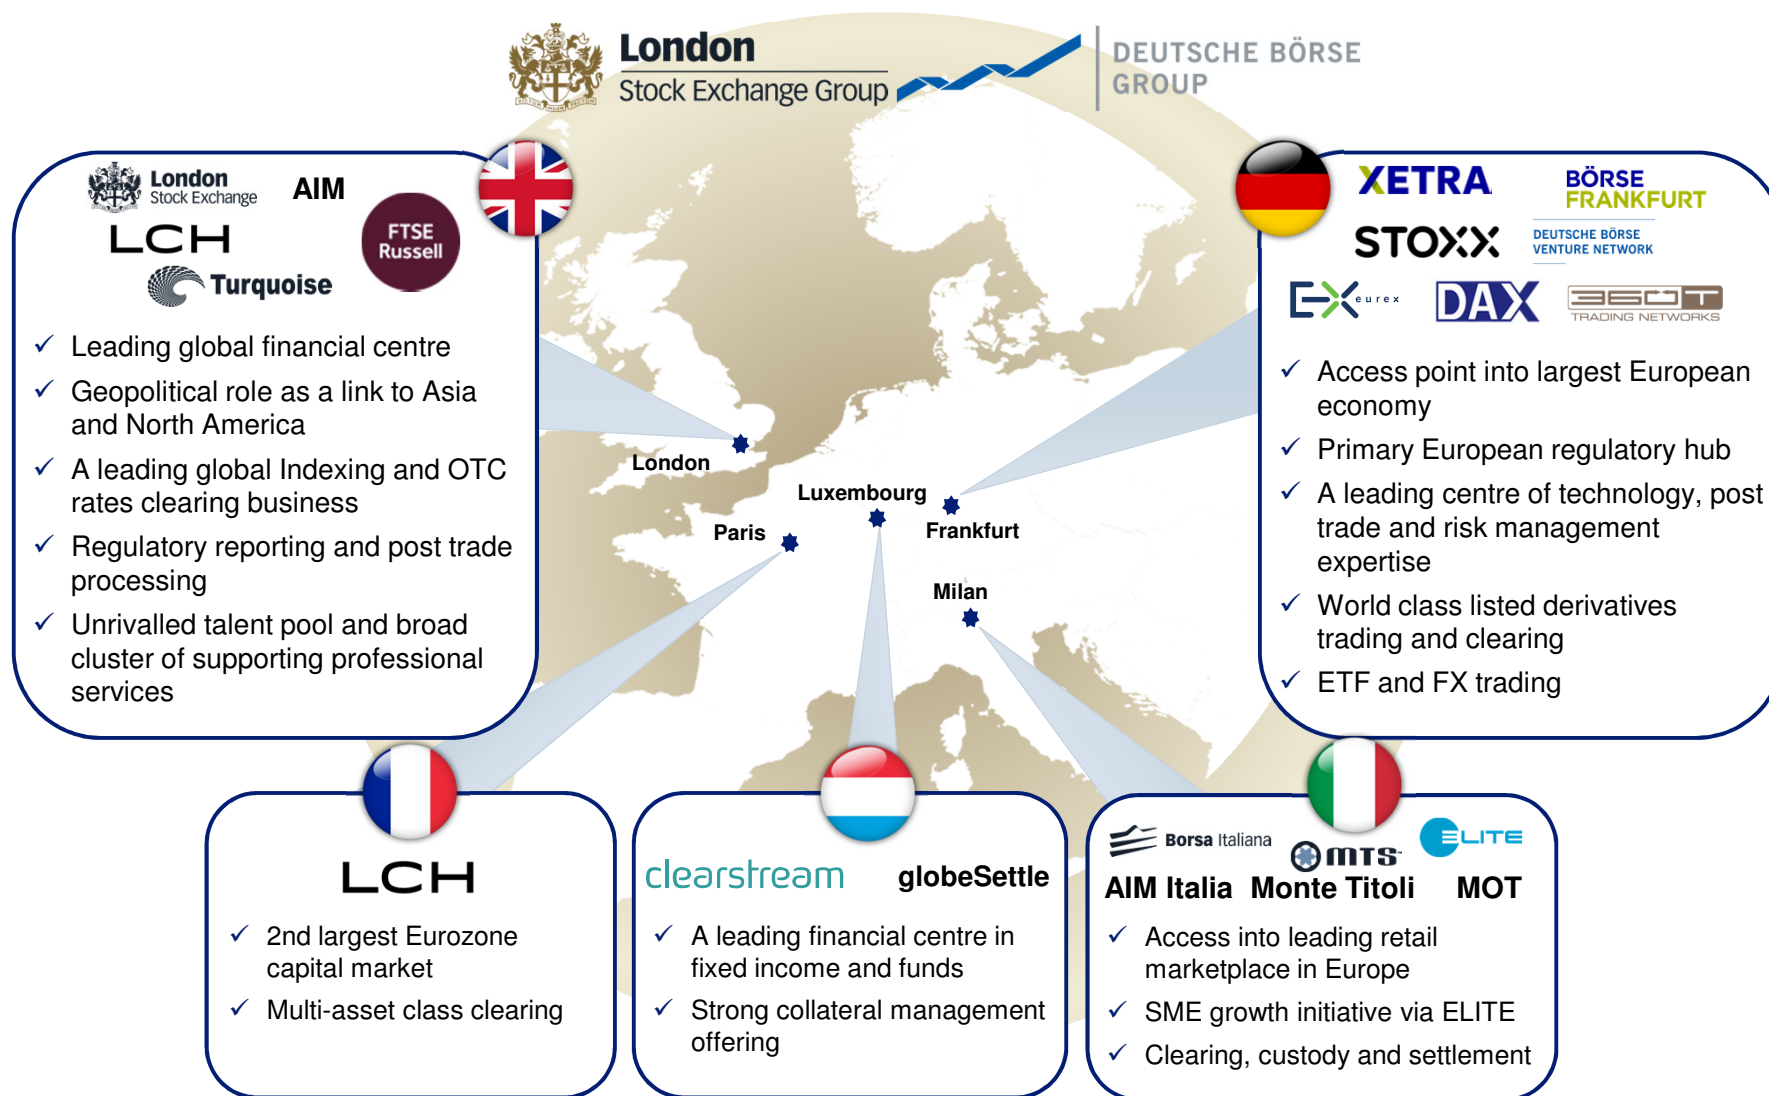 London
Stock Exchange Group
DEUTSCHE BÖRSE
GROUP
London
Stock Exchange
AIM
LCH
FTSE
Russell
Turquoise
✓ Leading global financial centre
✓ Geopolitical role as a link to Asia
and North America
✓ A leading global Indexing and OTC
rates clearing business
✓ Regulatory reporting and post trade
processing
✓ Unrivalled talent pool and broad
cluster of supporting professional
services
XETRA
BÖRSE
FRANKFURT
STOXX
DEUTSCHE BÖRSE
VENTURE NETWORK
EX eurex
DAX
360T
TRADING NETWORKS
✓ Access point into largest European
economy
✓ Primary European regulatory hub
✓ A leading centre of technology, post
trade and risk management
expertise
✓ World class listed derivatives
trading and clearing
✓ ETF and FX trading
London
Luxembourg
Paris
Frankfurt
Milan
LCH
✓ 2nd largest Eurozone
capital market
✓ Multi-asset class clearing
clearstream
globeSettle
✓ A leading financial centre in
fixed income and funds
✓ Strong collateral management
offering
Borsa Italiana
MTS
ELITE
AIM Italia
Monte Titoli
MOT
✓ Access into leading retail
marketplace in Europe
✓ SME growth initiative via ELITE
✓ Clearing, custody and settlement